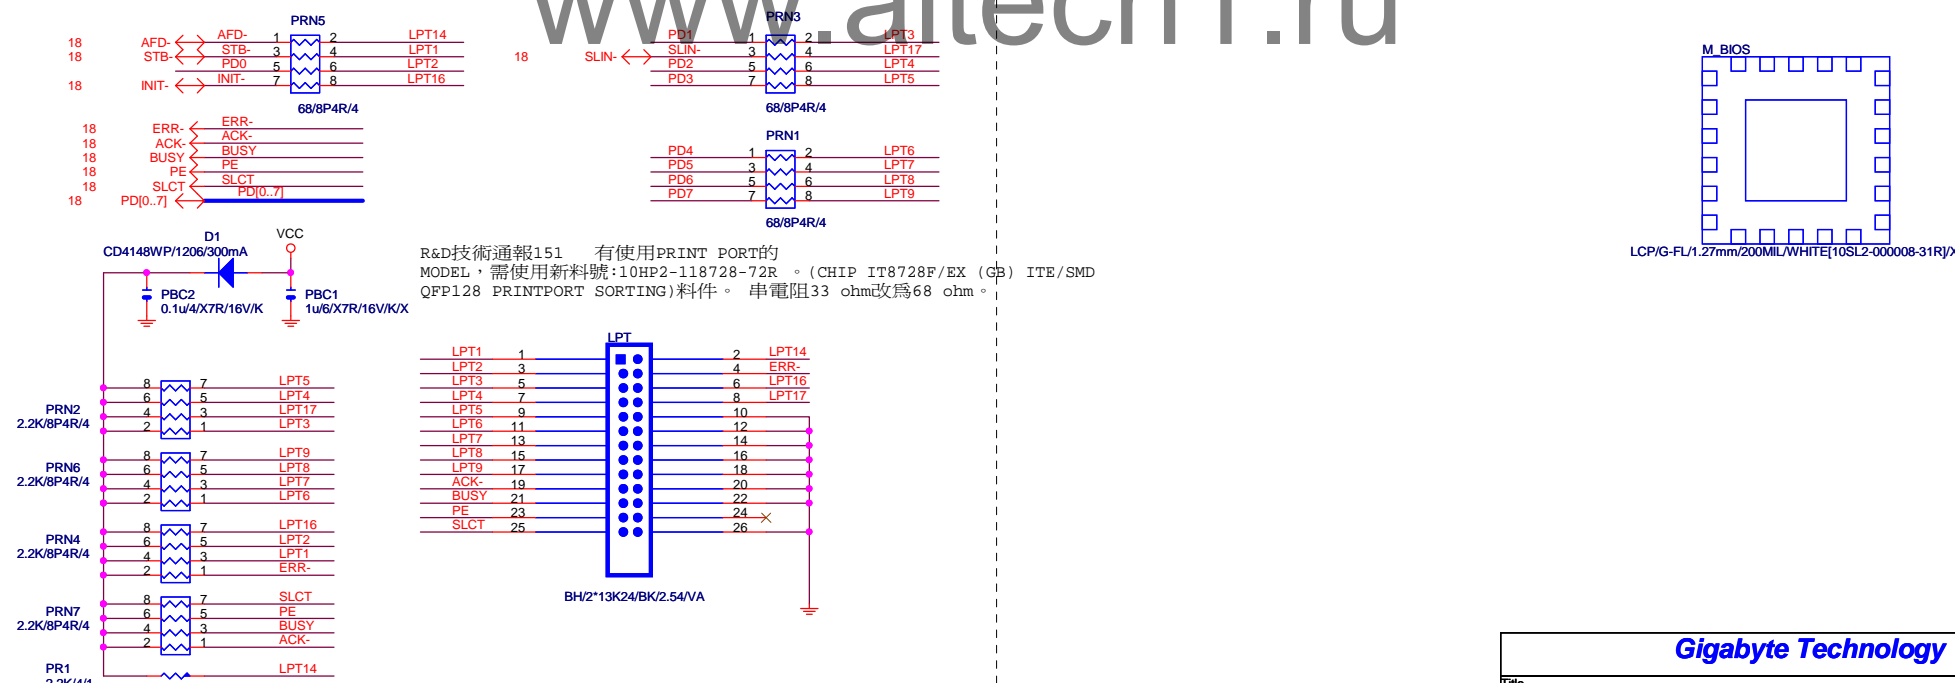 www.aitech1.ru
PRN5
18 AFD- AFD- 1 2 LPT14
18 STB- STB- 3 4 LPT1
PD0 5 6 LPT2
18 INIT- INIT- 7 8 LPT16
68/8P4R/4
PRN3
PD1 1 2 LPT3
18 SLIN- SLIN- 3 4 LPT17
PD2 5 6 LPT4
PD3 7 8 LPT5
68/8P4R/4
18 ERR- ERR-
18 ACK- ACK-
18 BUSY BUSY
18 PE PE
18 SLCT SLCT
18 PD[0..7] PD[0..7]
PRN1
PD4 1 2 LPT6
PD5 3 4 LPT7
PD6 5 6 LPT8
PD7 7 8 LPT9
68/8P4R/4
M_BIOS
LCP/G-FL/1.27mm/200MIL/WHITE[10SL2-000008-31R]/X
D1
CD4148WP/1206/300mA
VCC
PBC2
0.1u/4/X7R/16V/K
PBC1
1u/6/X7R/16V/K/X
R&D技術通報151 有使用PRINT PORT的
MODEL，需使用新料號:10HP2-118728-72R 。(CHIP IT8728F/EX (GB) ITE/SMD
QFP128 PRINTPORT SORTING)料件。 串電阻33 ohm改爲68 ohm。
8 7 LPT5
6 5 LPT4
PRN2
4 3 LPT17
2.2K/8P4R/4
2 1 LPT3
8 7 LPT9
PRN6
6 5 LPT8
2.2K/8P4R/4
4 3 LPT7
2 1 LPT6
8 7 LPT16
PRN4
6 5 LPT2
2.2K/8P4R/4
4 3 LPT1
2 1 ERR-
8 7 SLCT
PRN7
6 5 PE
2.2K/8P4R/4
4 3 BUSY
2 1 ACK-
PR1
LPT14
LPT
LPT1 1 2 LPT14
LPT2 3 4 ERR-
LPT3 5 6 LPT16
LPT4 7 8 LPT17
LPT5 9 10
LPT6 11 12
LPT7 13 14
LPT8 15 16
LPT9 17 18
ACK- 19 20
BUSY 21 22
PE 23 24
SLCT 25 26
BH/2*13K24/BK/2.54/VA
Gigabyte Technology
Title